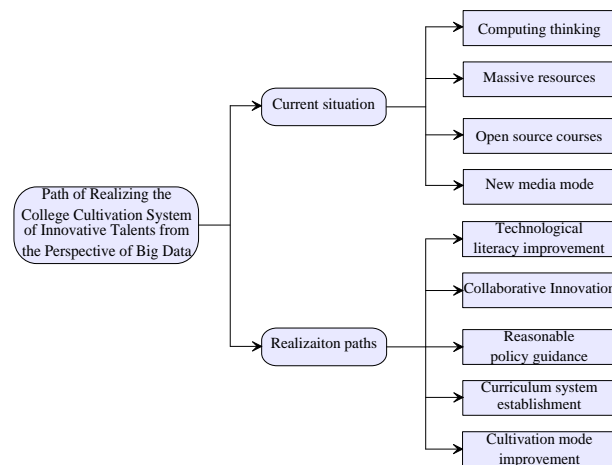 Path of Realizing the
College Cultivation System
of Innovative Talents from
the Perspective of Big Data
Current situation
Computing thinking
Massive resources
Open source courses
New media mode
Realizaiton paths
Technological
literacy improvement
Collaborative Innovation
Reasonable
policy guidance
Curriculum system
establishment
Cultivation mode
improvement